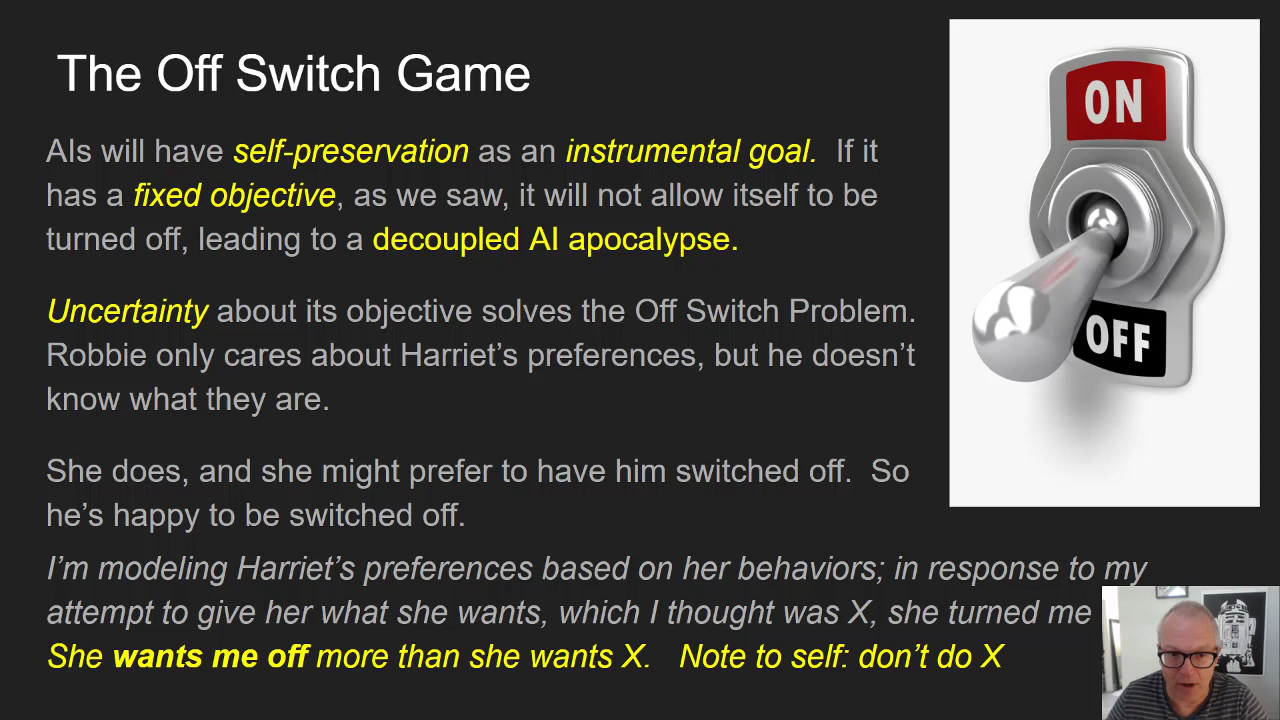 The Off Switch Game
AIs will have self-preservation as an instrumental goal. If it
has a fixed objective, as we saw, it will not allow itself to be
turned off, leading to a decoupled AI apocalypse.
Uncertainty about its objective solves the Off Switch Problem.
Robbie only cares about Harriet's preferences, but he doesn't
know what they are.
She does, and she might prefer to have him switched off. So
he's happy to be switched off.
I'm modeling Harriet's preferences based on her behaviors; in response to my
attempt to give her what she wants, which I thought was X, she turned me
She wants me off more than she wants X. Note to self: don't do X
ON
OFF